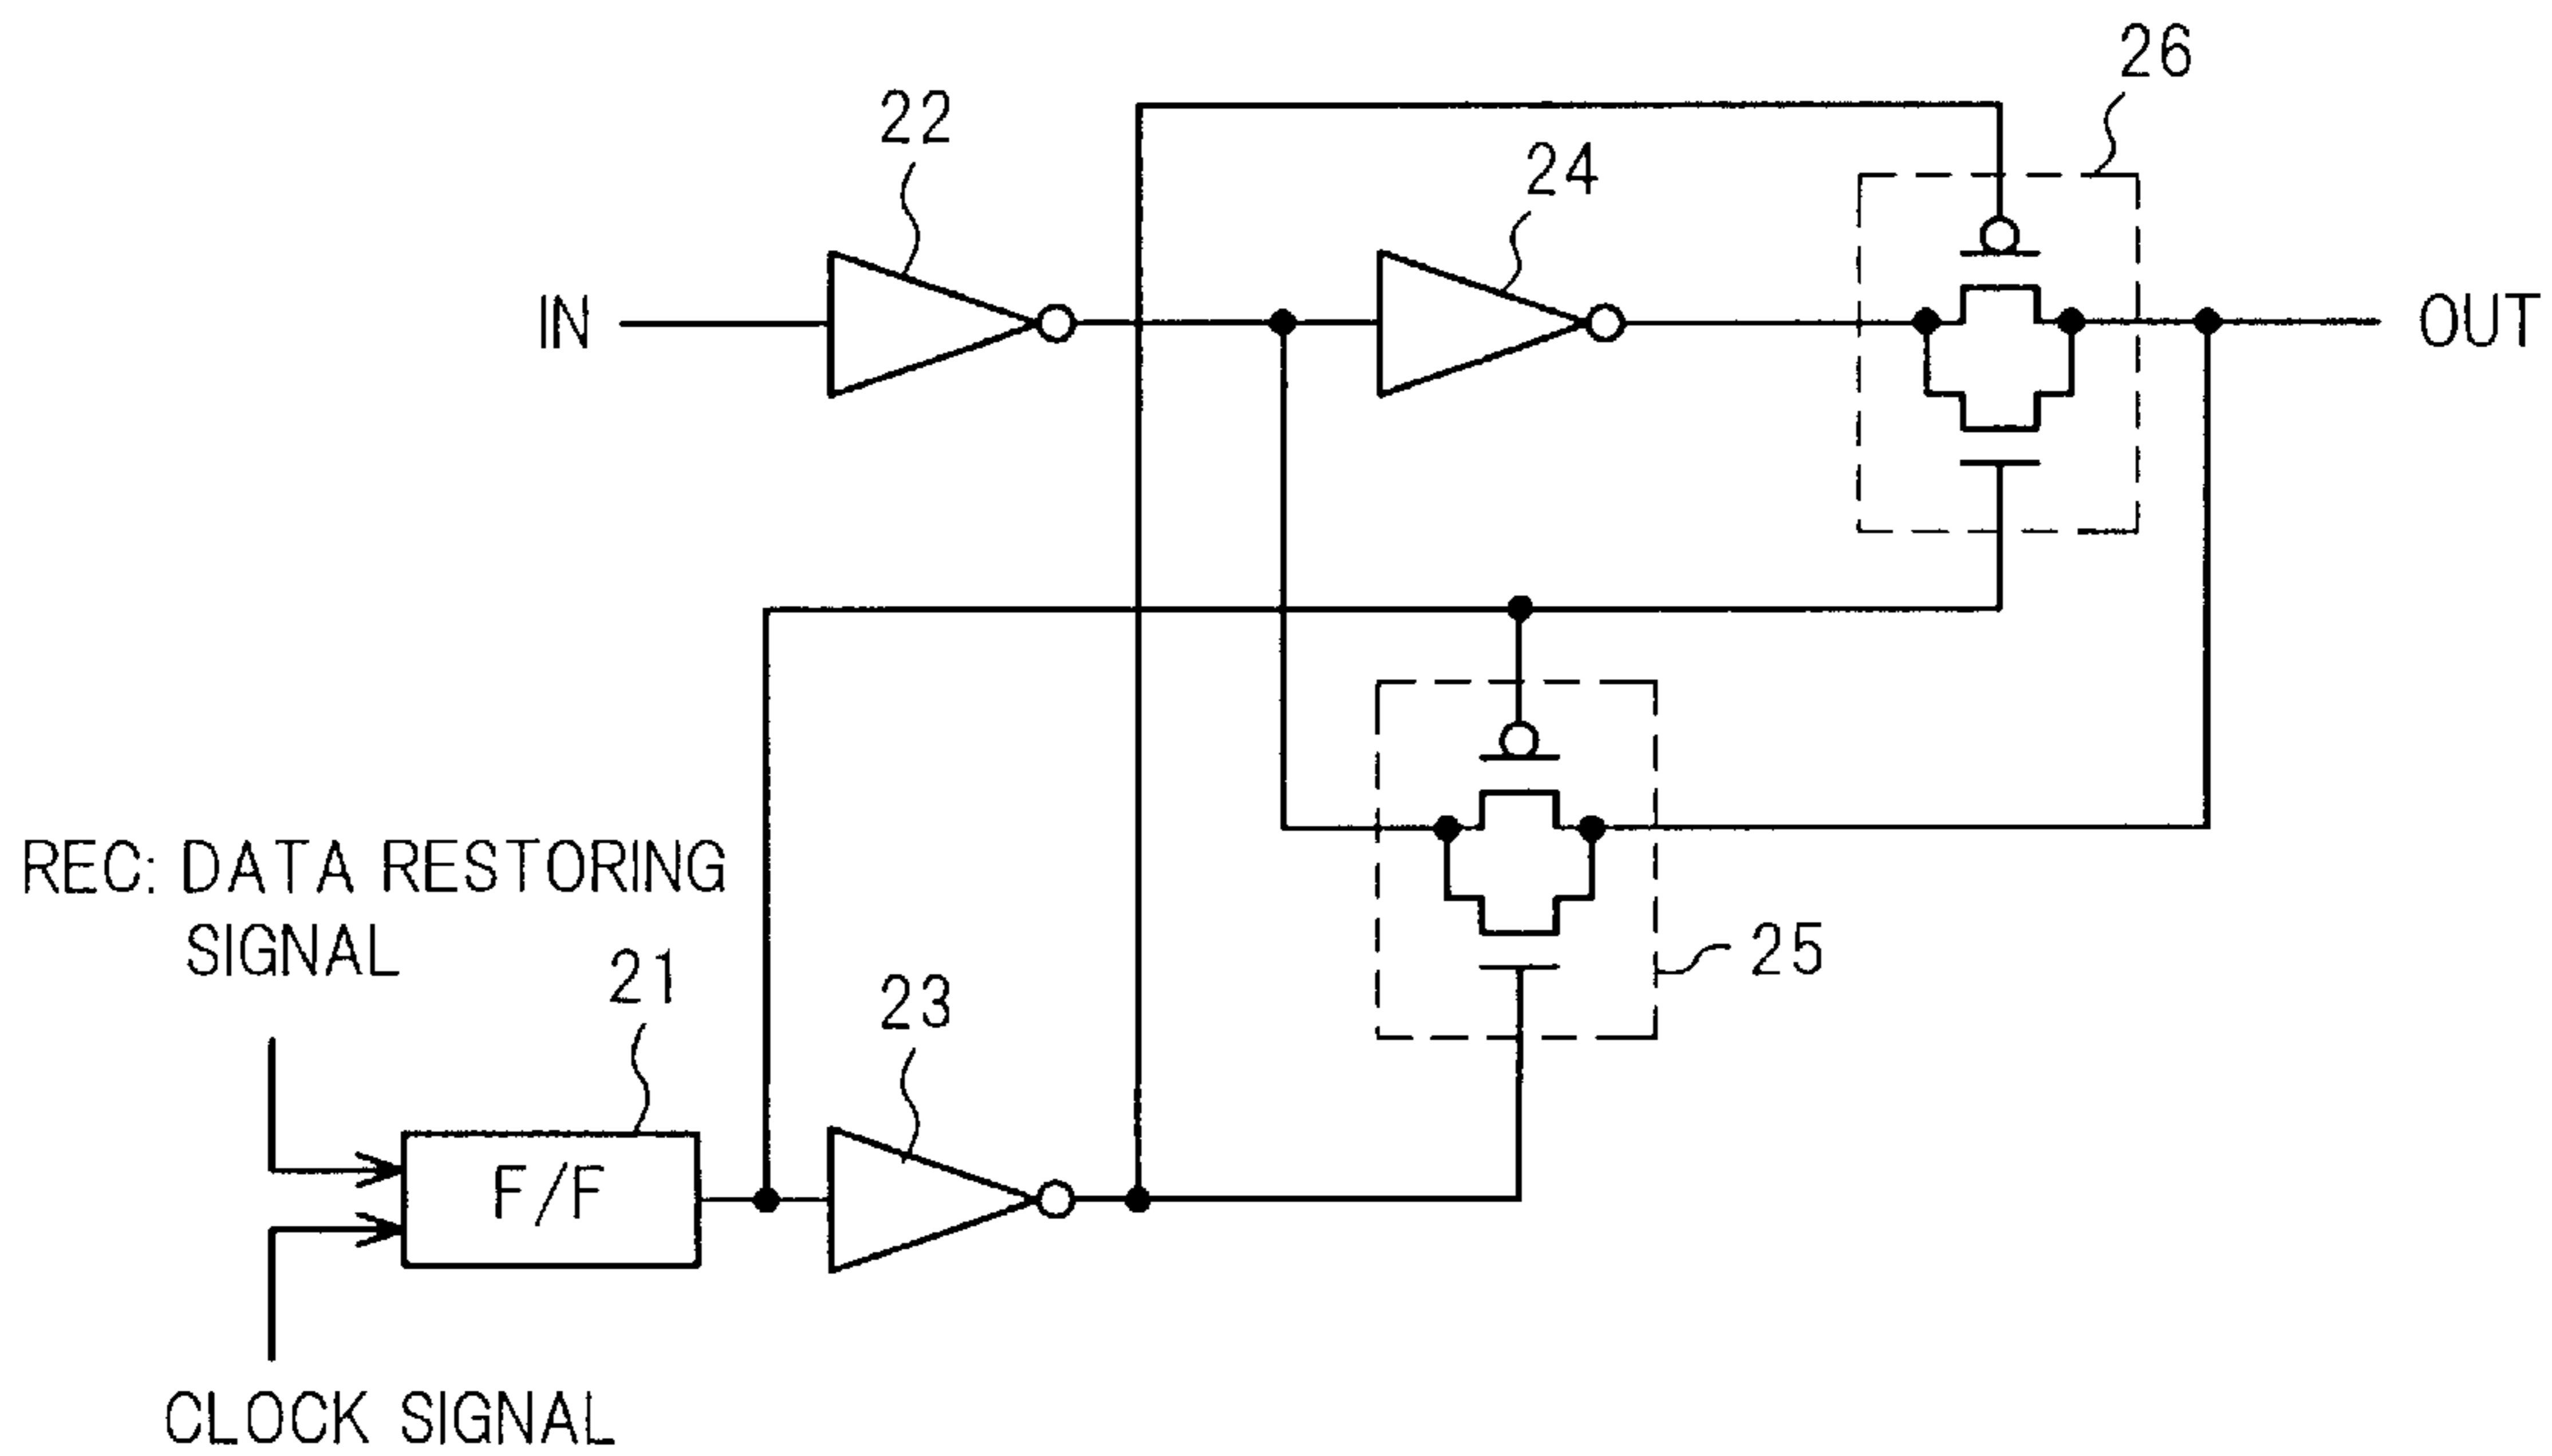 26
22
24
IN
OUT
REC: DATA RESTORING
SIGNAL
21
23
25
F/F
CLOCK SIGNAL